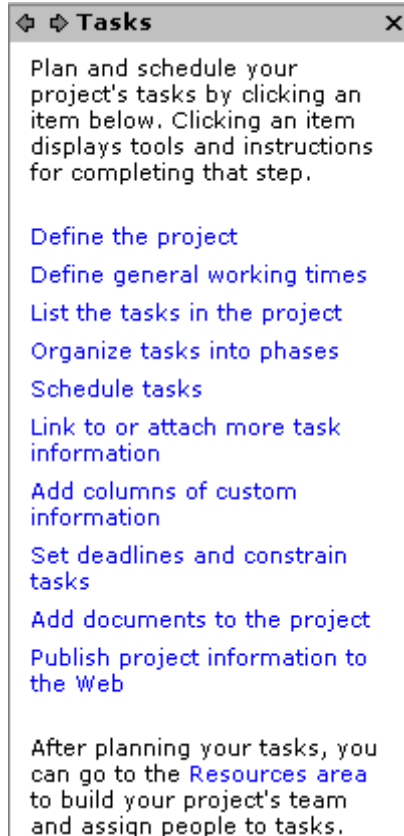 Tasks
Plan and schedule your
project's tasks by clicking an
item below. Clicking an item
displays tools and instructions
for completing that step.
Define the project
Define general working times
List the tasks in the project
Organize tasks into phases
Schedule tasks
Link to or attach more task
information
Add columns of custom
information
Set deadlines and constrain
tasks
Add documents to the project
Publish project information to
the Web
After planning your tasks, you
can go to the Resources area
to build your project's team
and assign people to tasks.